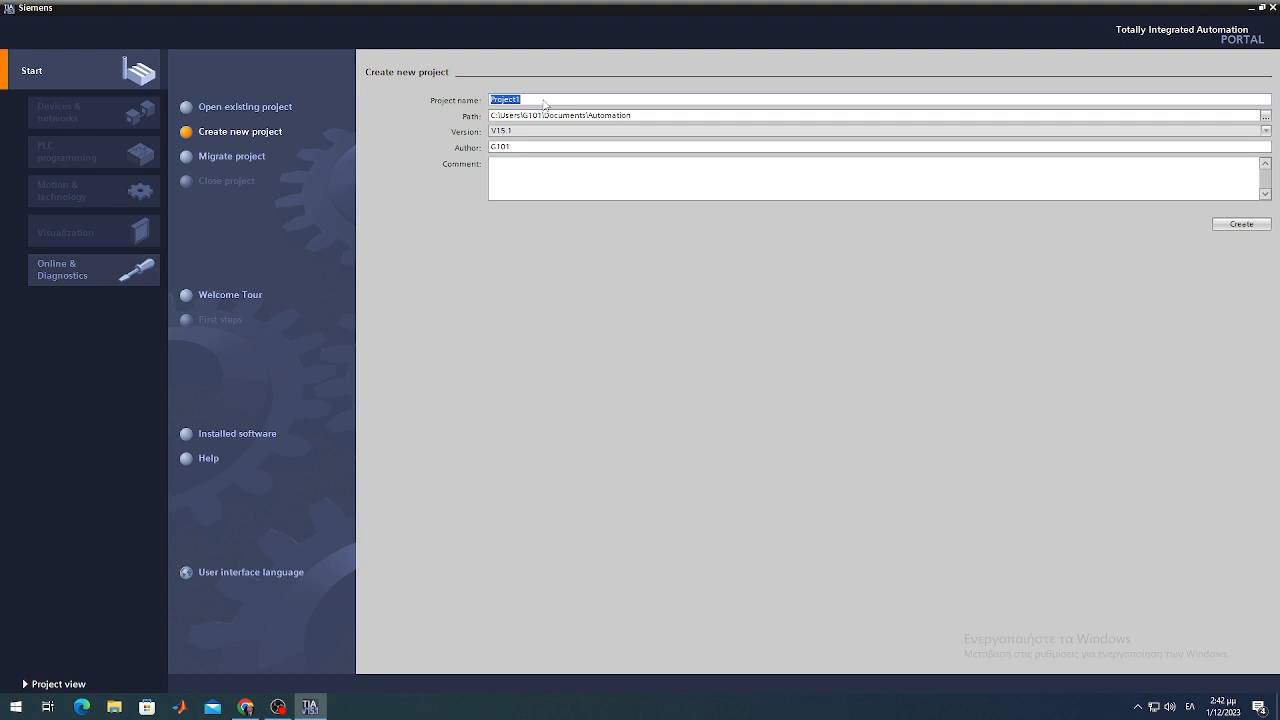 Siemens
Totally Integrated Automation
PORTAL
Start
Devices &
networks
PLC
programming
Motion &
technology
Visualization
Online &
Diagnostics
Open existing project
Create new project
Migrate project
Close project
Welcome Tour
First steps
Installed software
Help
User interface language
Create new project
Project name: Project1
Path: C:\Users\G101\Documents\Automation
Version: V15.1
Author: G101
Comment:
Create
Ενεργοποιήστε τα Windows
Μετάβαση στις ρυθμίσεις για ενεργοποίηση των Windows.
Project view
TIA
V15.1
ΕΛ
2:42 μμ
1/12/2023